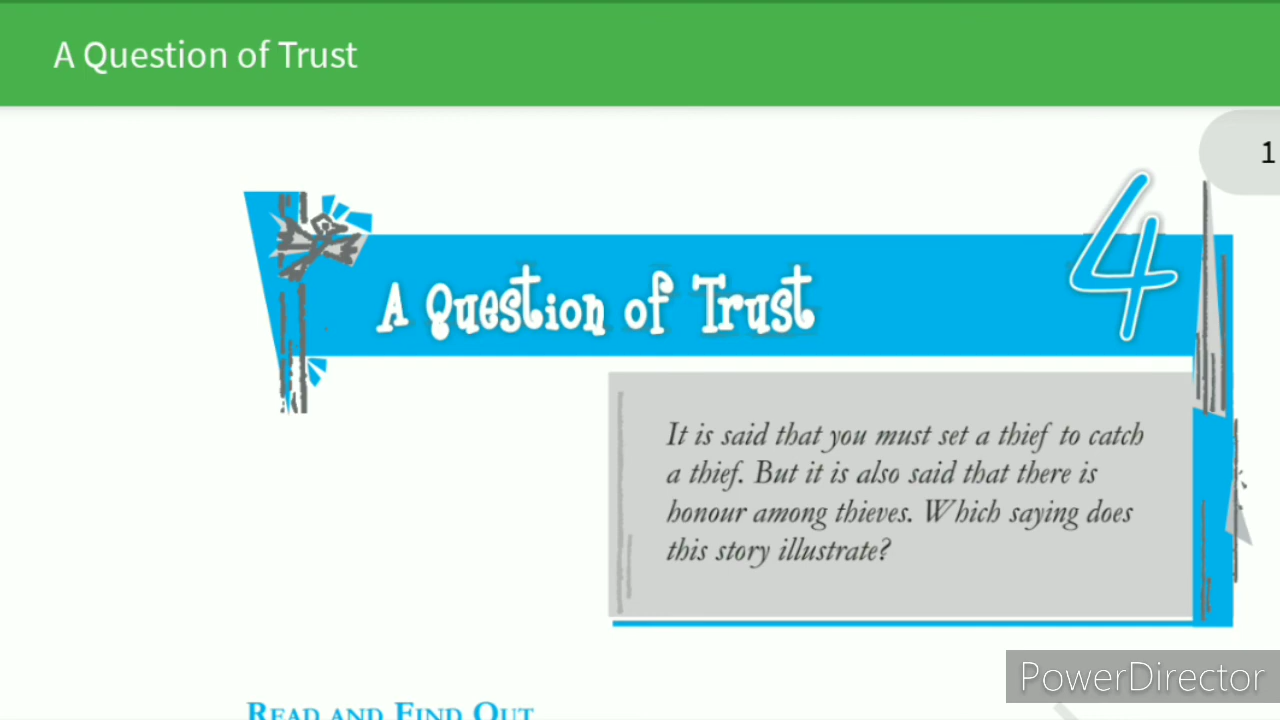 A Question of Trust
1
4
A Question of Trust
It is said that you must set a thief to catch
a thief. But it is also said that there is
honour among thieves. Which saying does
this story illustrate?
PowerDirector
READ AND FIND OUT